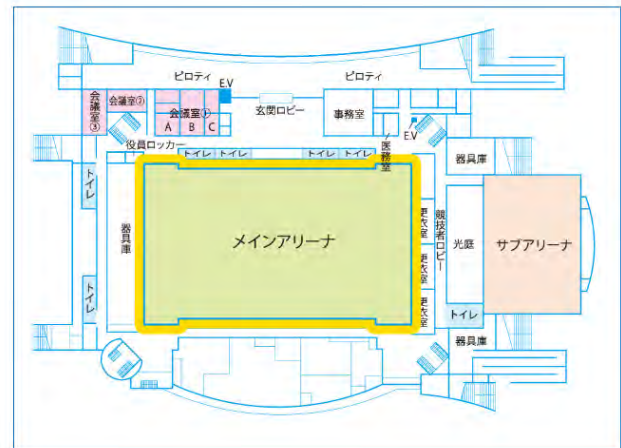 ピロティ
E.V
ピロティ
会議室③
会議室②
会議室①
A
B
C
玄関ロビー
事務室
E.V
役員ロッカー
トイレ
トイレ
トイレ
トイレ
医務室
器具庫
トイレ
器具庫
メインアリーナ
更衣室
更衣室
更衣室
競技者ロビー
光庭
サブアリーナ
トイレ
トイレ
器具庫